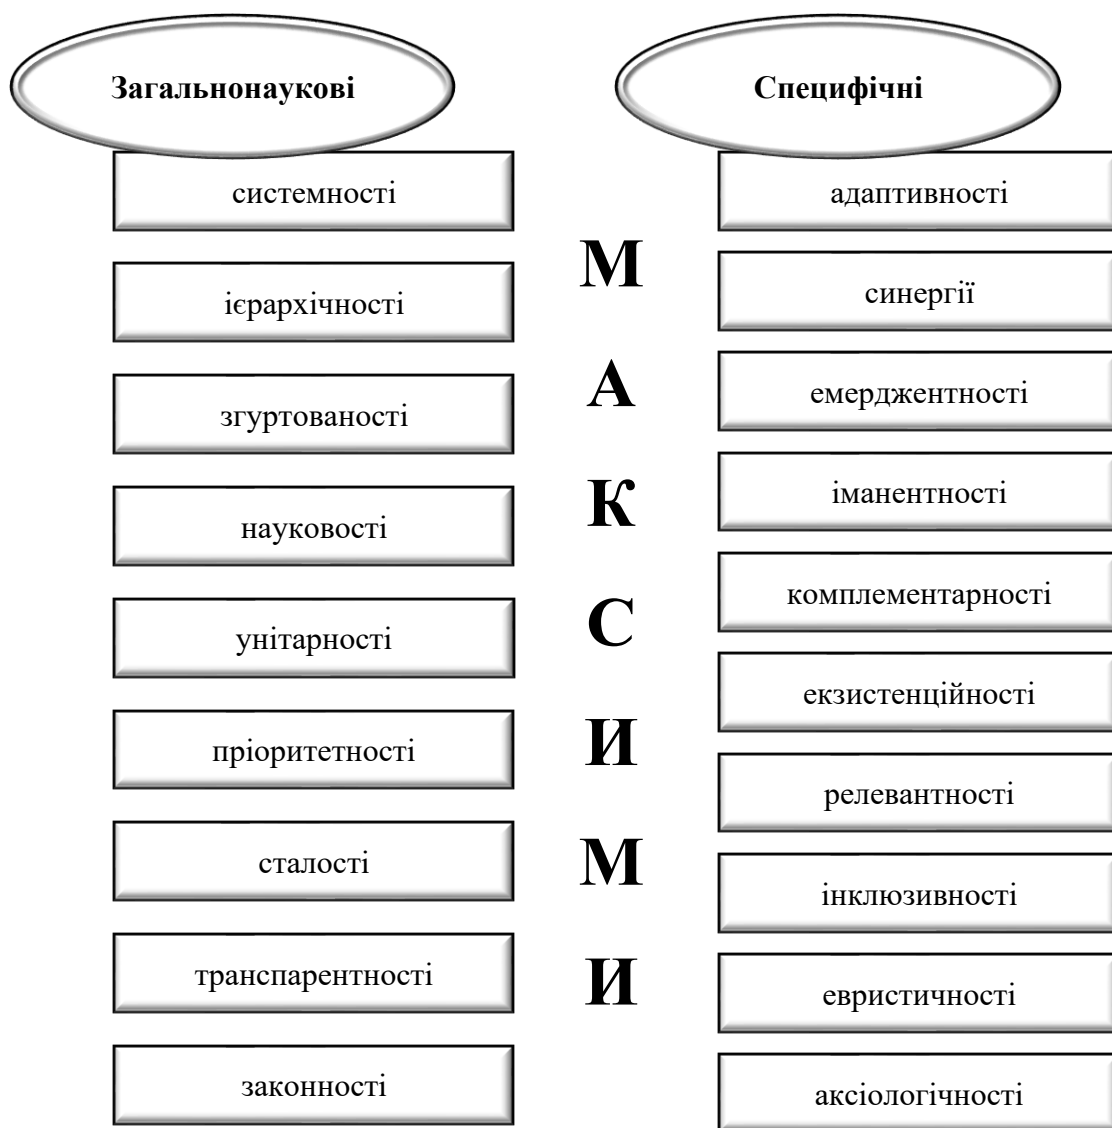 Загальнонаукові
системності
ієрархічності
згуртованості
науковості
унітарності
пріоритетності
сталості
транспарентності
законності
М
А
К
С
И
М
И
Специфічні
адаптивності
синергії
емерджентності
іманентності
комплементарності
екзистенційності
релевантності
інклюзивності
евристичності
аксіологічності